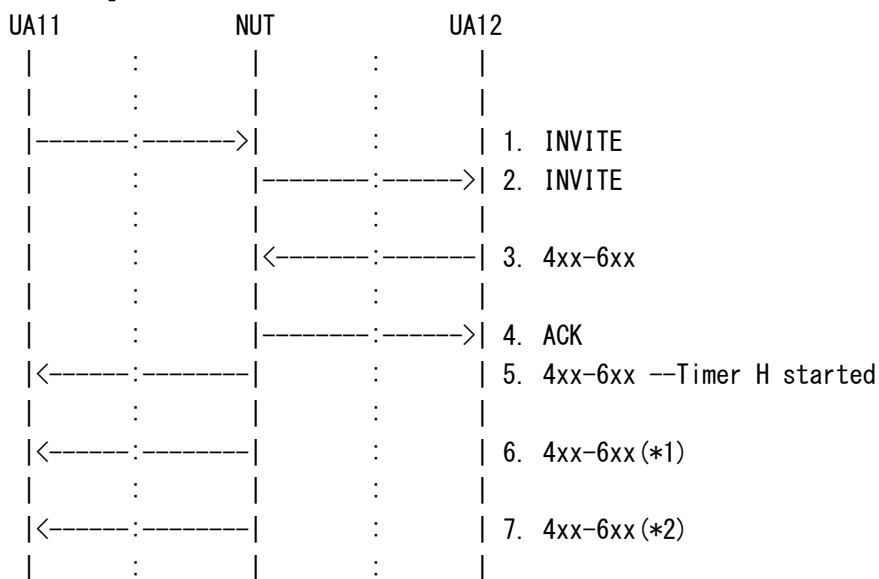 UA11 NUT UA12
| : | : |
| : | : |
|-------:------->| : | 1. INVITE
| : |--------:------>| 2. INVITE
| : | : |
| : |<-------:-------| 3. 4xx-6xx
| : | : |
| : |--------:------>| 4. ACK
|<------:--------| : | 5. 4xx-6xx --Timer H started
| : | : |
|<------:--------| : | 6. 4xx-6xx(*1)
| : | : |
|<------:--------| : | 7. 4xx-6xx(*2)
| : | : |